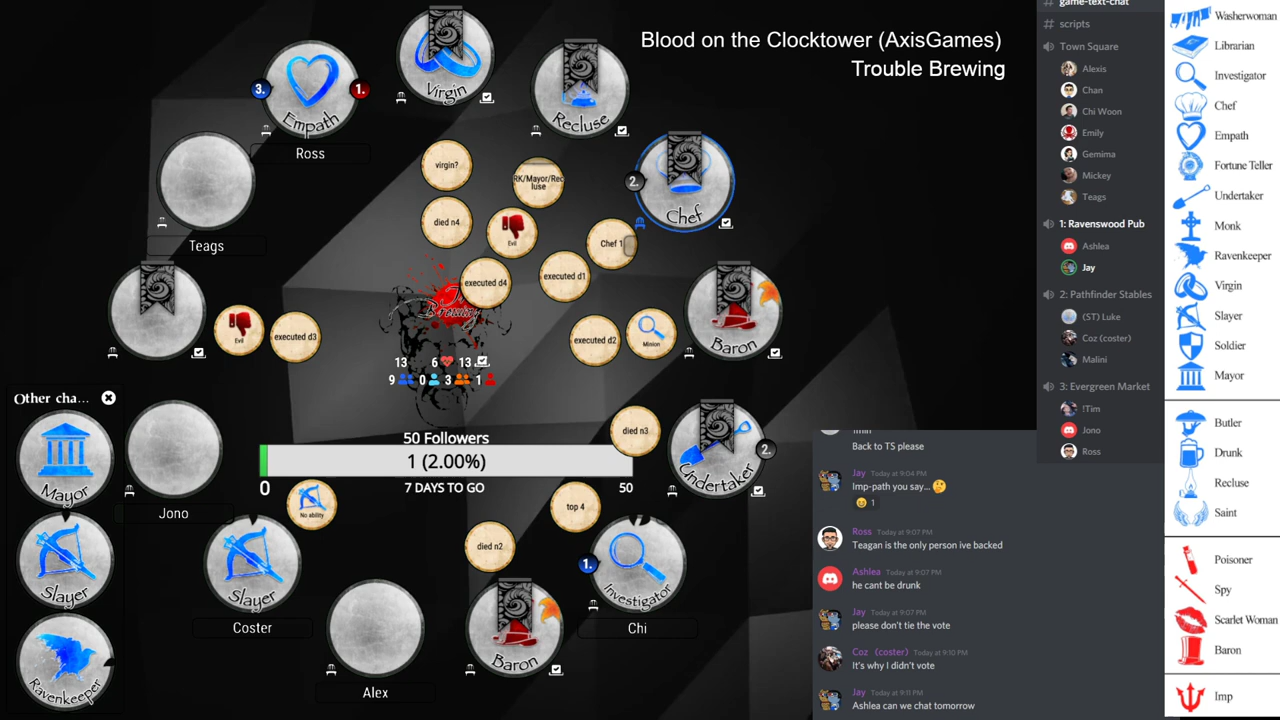 Blood on the Clocktower (AxisGames)
Trouble Brewing
3.
1.
Empath
Ross
Virgin
Recluse
2.
Chef
Teags
virgin?
RK/Mayor/Rec
luse
died n4
Evil
Chef 1
executed d4
executed d1
Brewing
Evil
executed d3
executed d2
Minion
Baron
13 6 13
9 0 3 1
Other cha...
Mayor
Slayer
Ravenkeeper
Jono
50 Followers
1 (2.00%)
0
7 DAYS TO GO
50
died n3
Undertaker
2.
No ability
Slayer
Coster
Alex
died n2
top 4
Baron
1.
Investigator
Chi
game-text-chat
scripts
Town Square
Alexis
Chan
Chi Woon
Emily
Gemima
Mickey
Teags
1: Ravenswood Pub
Ashlea
Jay
2: Pathfinder Stables
(ST) Luke
Coz (coster)
Malini
3: Evergreen Market
!Tim
Jono
Ross
Back to TS please
Jay Today at 9:04 PM
Imp-path you say...
1
Ross Today at 9:07 PM
Teagan is the only person ive backed
Ashlea Today at 9:07 PM
he cant be drunk
Jay Today at 9:07 PM
please don't tie the vote
Coz (coster) Today at 9:10 PM
It's why I didn't vote
Jay Today at 9:11 PM
Ashlea can we chat tomorrow
Washerwoman
Librarian
Investigator
Chef
Empath
Fortune Teller
Undertaker
Monk
Ravenkeeper
Virgin
Slayer
Soldier
Mayor
Butler
Drunk
Recluse
Saint
Poisoner
Spy
Scarlet Woman
Baron
Imp